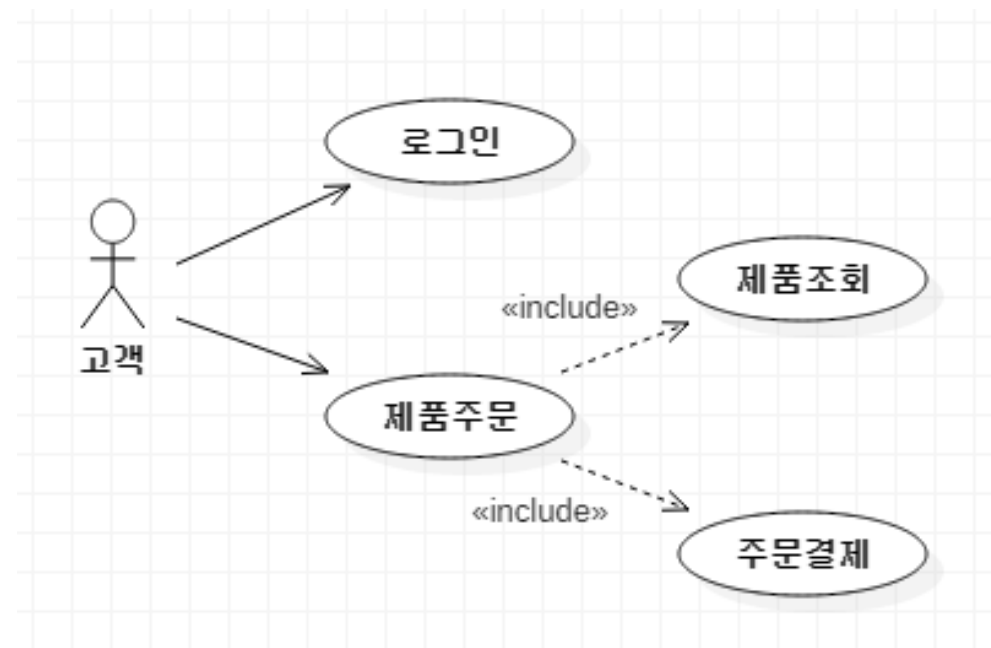 로그인
제품조회
«include»
고객
제품주문
«include»
주문결제